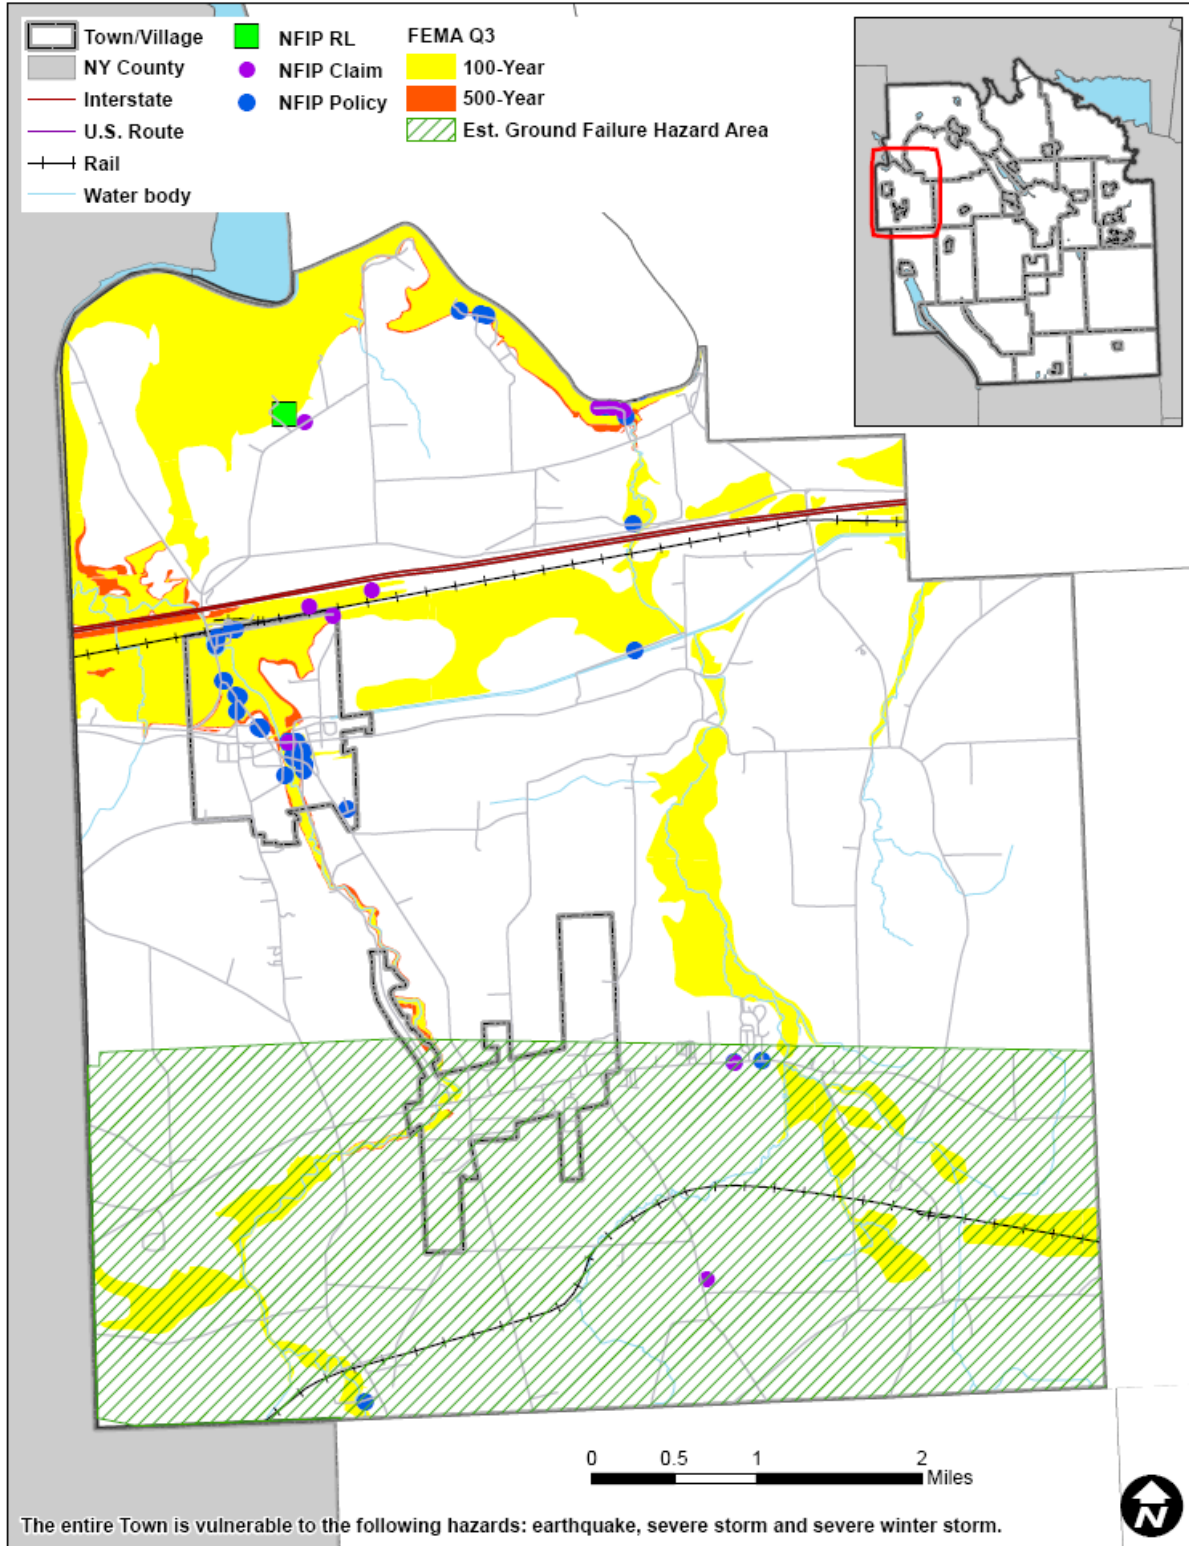 Town/Village
NY County
Interstate
U.S. Route
Rail
Water body
NFIP RL
NFIP Claim
NFIP Policy
FEMA Q3
100-Year
500-Year
Est. Ground Failure Hazard Area
0 0.5 1 2
Miles
N
The entire Town is vulnerable to the following hazards: earthquake, severe storm and severe winter storm.